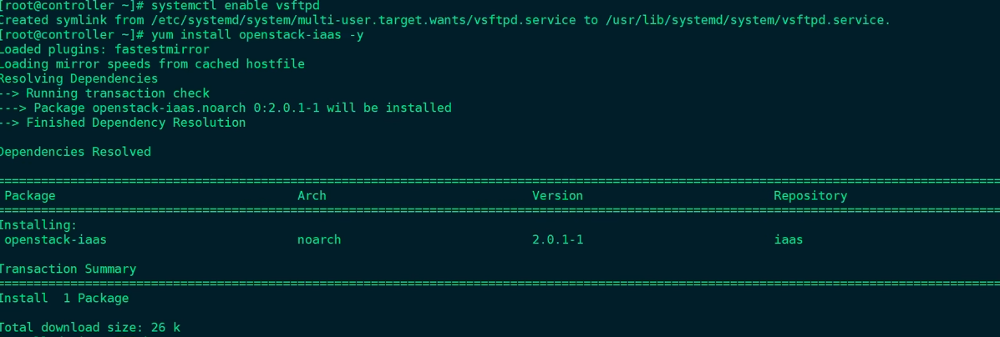 [root@controller ~]# systemctl enable vsftpd
Created symlink from /etc/systemd/system/multi-user.target.wants/vsftpd.service to /usr/lib/systemd/system/vsftpd.service.
[root@controller ~]# yum install openstack-iaas -y
Loaded plugins: fastestmirror
Loading mirror speeds from cached hostfile
Resolving Dependencies
--> Running transaction check
---> Package openstack-iaas.noarch 0:2.0.1-1 will be installed
--> Finished Dependency Resolution
Dependencies Resolved
================================================================================
Package Arch Version Repository
================================================================================
Installing:
openstack-iaas noarch 2.0.1-1 iaas
Transaction Summary
================================================================================
Install 1 Package
Total download size: 26 k